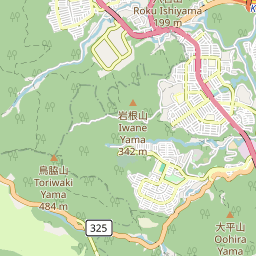 Roku Ishiyama
199 m
岩根山
Iwane
Yama
342 m
鳥脇山
Toriwaki
Yama
484 m
325
大平山
Oohira
Yama